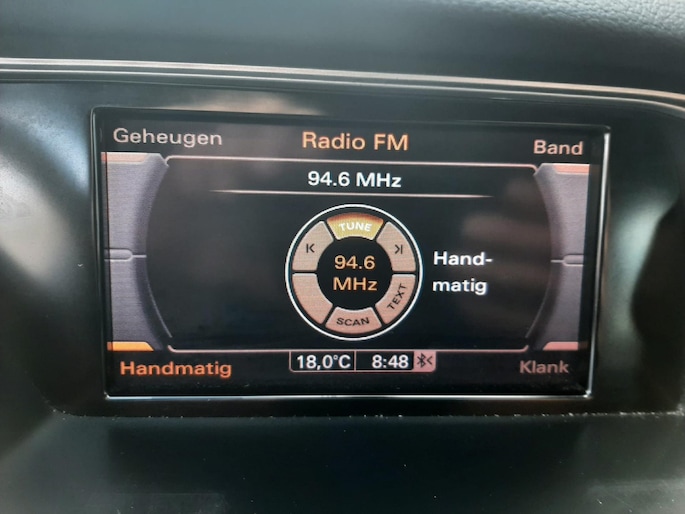 Geheugen
Radio FM
Band
94.6 MHz
TUNE
94.6
MHz
TEXT
SCAN
Hand-
matig
Handmatig
18,0°C
8:48
Klank